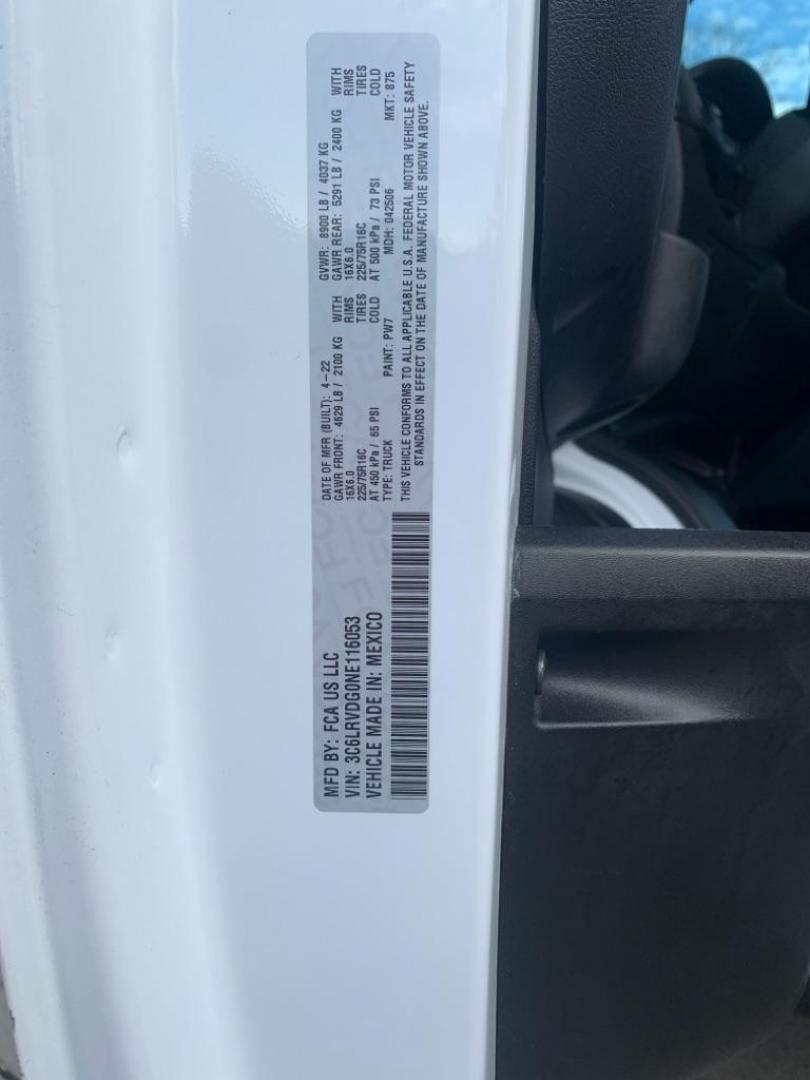 MFD BY: FCA US LLC
VIN: 3C6LRVDG0NE116053
VEHICLE MADE IN: MEXICO
DATE OF MFR (BUILT): 4-22 GVWR: 8900 LB / 4037 KG
GAWR FRONT: 4629 LB / 2100 KG WITH GAWR REAR: 5291 LB / 2400 KG WITH
16X6.0 RIMS 16X6.0 RIMS
225/75R16C TIRES 225/75R16C TIRES
AT 450 kPa / 65 PSI COLD AT 500 kPa / 73 PSI COLD
TYPE: TRUCK PAINT: PW7 MDH: 042506 MKT: 875
THIS VEHICLE CONFORMS TO ALL APPLICABLE U.S.A. FEDERAL MOTOR VEHICLE SAFETY
STANDARDS IN EFFECT ON THE DATE OF MANUFACTURE SHOWN ABOVE.